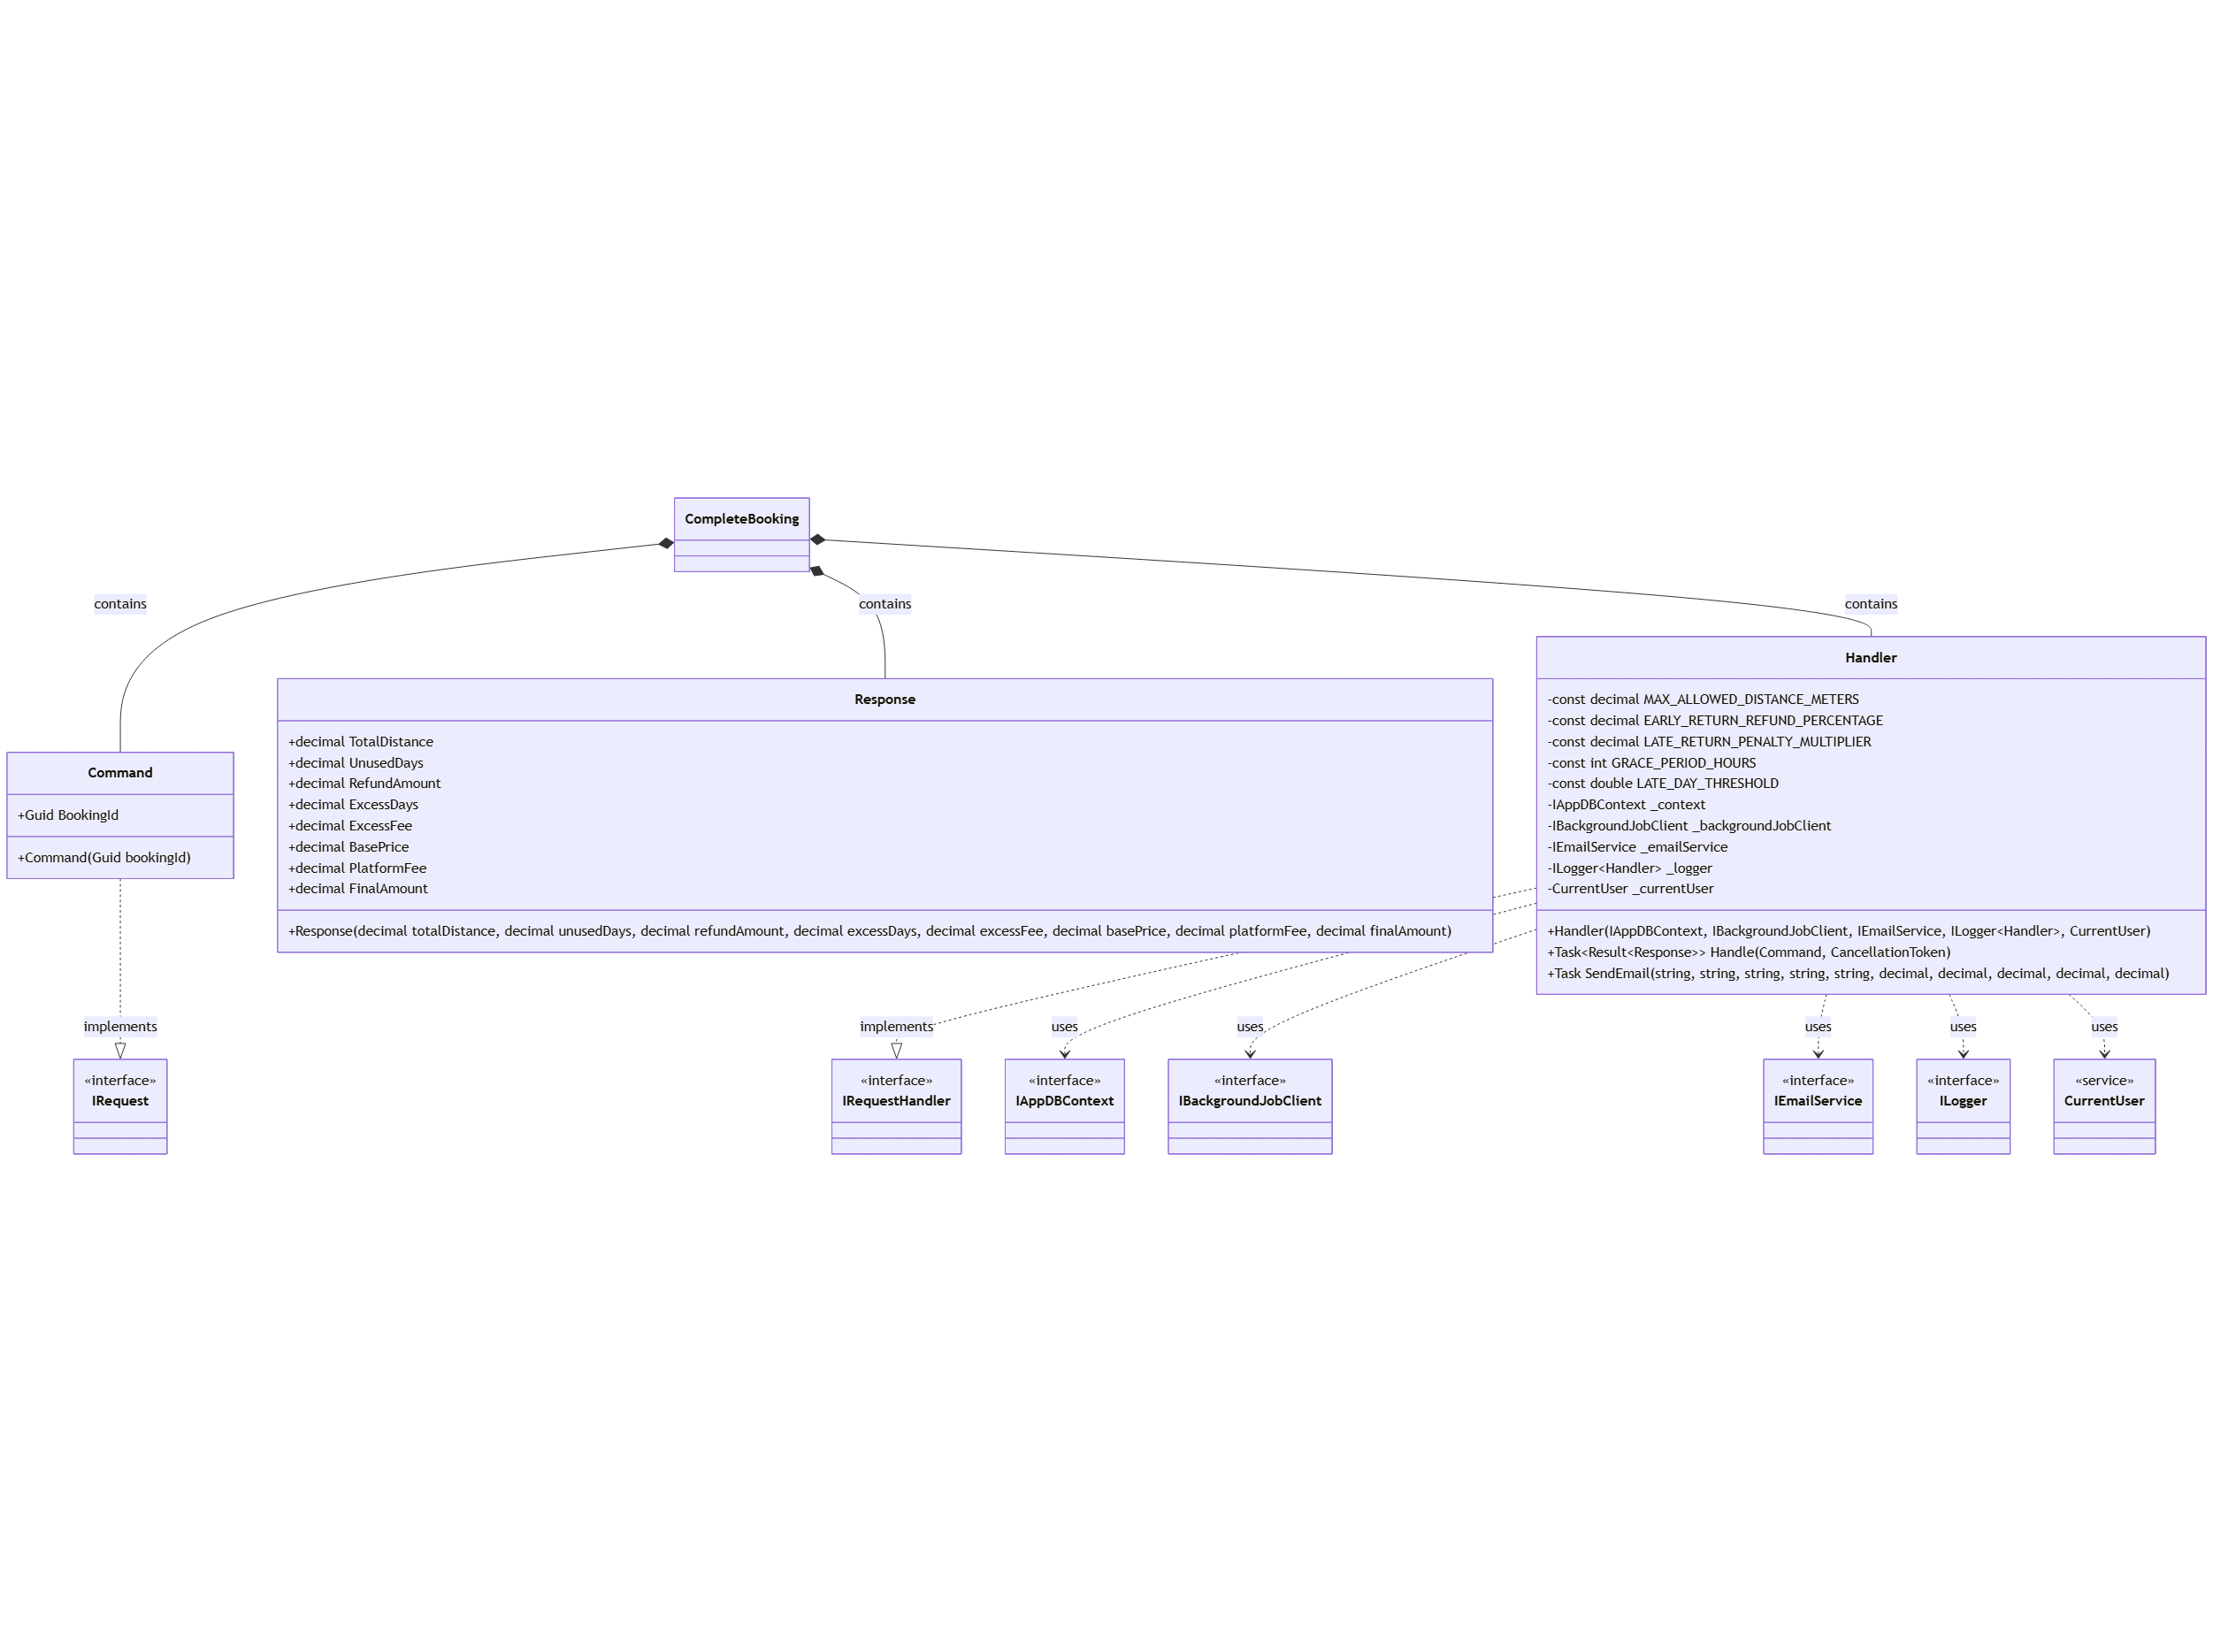 CompleteBooking
contains
contains
contains
Command
+Guid BookingId
+Command(Guid bookingId)
Response
+decimal TotalDistance
+decimal UnusedDays
+decimal RefundAmount
+decimal ExcessDays
+decimal ExcessFee
+decimal BasePrice
+decimal PlatformFee
+decimal FinalAmount
+Response(decimal totalDistance, decimal unusedDays, decimal refundAmount, decimal excessDays, decimal excessFee, decimal basePrice, decimal platformFee, decimal finalAmount)
Handler
-const decimal MAX_ALLOWED_DISTANCE_METERS
-const decimal EARLY_RETURN_REFUND_PERCENTAGE
-const decimal LATE_RETURN_PENALTY_MULTIPLIER
-const int GRACE_PERIOD_HOURS
-const double LATE_DAY_THRESHOLD
-IAppDBContext _context
-IBackgroundJobClient _backgroundJobClient
-IEmailService _emailService
-ILogger<Handler> _logger
-CurrentUser _currentUser
+Handler(IAppDBContext, IBackgroundJobClient, IEmailService, ILogger<Handler>, CurrentUser)
+Task<Result<Response>> Handle(Command, CancellationToken)
+Task SendEmail(string, string, string, string, string, decimal, decimal, decimal, decimal, decimal)
implements
implements
uses
uses
uses
uses
uses
«interface»
IRequest
«interface»
IRequestHandler
«interface»
IAppDBContext
«interface»
IBackgroundJobClient
«interface»
IEmailService
«interface»
ILogger
«service»
CurrentUser